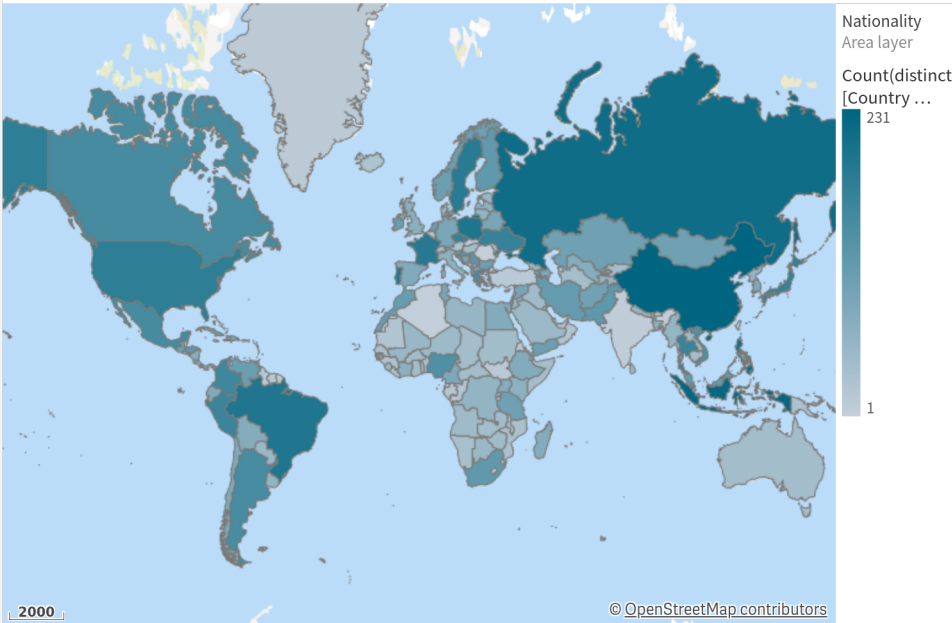 Nationality
Area layer
Count(distinct
[Country ...
231
1
2000
© OpenStreetMap contributors